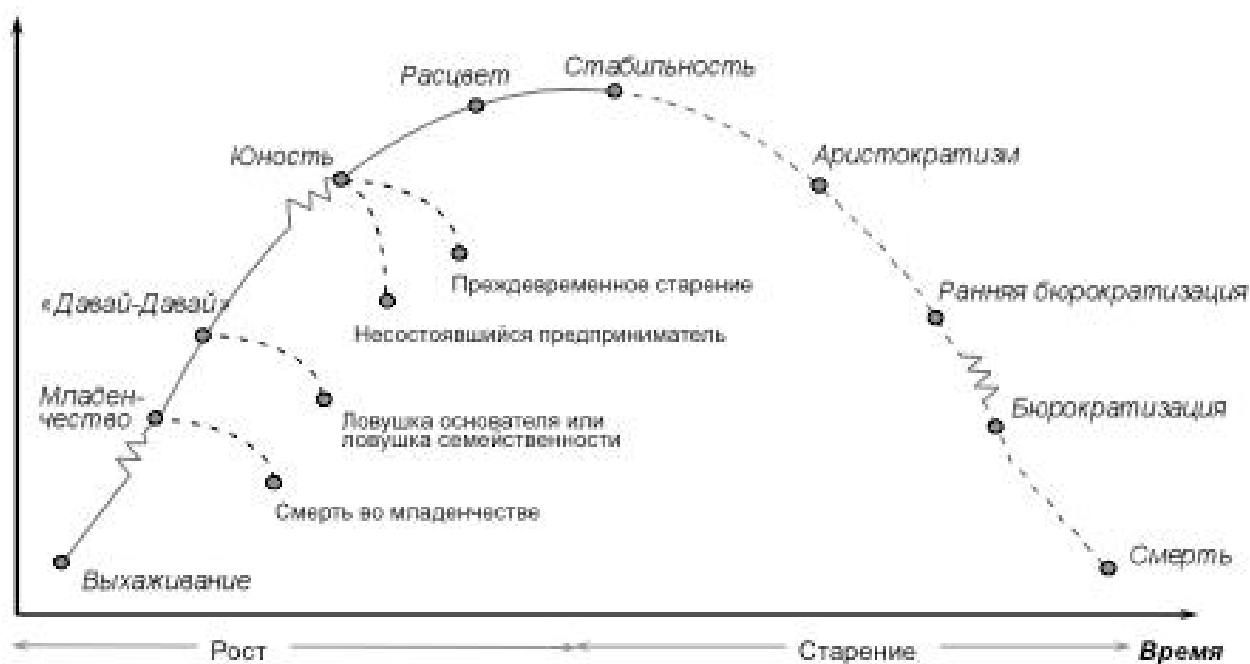 Расцвет
Стабильность
Юность
Аристократизм
Преждевременное старение
«Давай-Давай»
Ранняя бюрократизация
Несостоявшийся предприниматель
Младен-
чество
Ловушка основателя или
ловушка семейственности
Бюрократизация
Смерть во младенчестве
Смерть
Выхаживание
Рост
Старение
Время